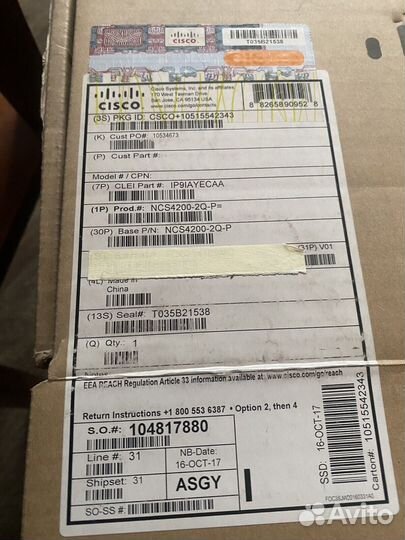 CISCO
T035B21538
Cisco Systems, Inc. and its affiliates
170 West Tasman Drive
San Jose, CA 95134 USA
www.cisco.com/go/offices
CISCO
8 8265890952 8
(3S) PKG ID: CSCO+10515542343
(K) Cust PO#: 10534673
(P) Cust Part#:
Model # / CPN:
(7P) CLEI Part #: IP9IAYECAA
(1P) Prod.#: NCS4200-2Q-P=
(30P) Base P/N: NCS4200-2Q-P
(31P) V01
(4L) Made in
China
(13S) Seal#: T035B21538
(Q) Qty.: 1
Notes
EEA REACH Regulation Article 33 information available at: www.cisco.com/go/reach
Return Instructions +1 800 553 6387 • Option 2, then 4
S.O.#: 104817880
Line #: 31
NB-Date:
16-OCT-17
Shipset: 31
ASGY
SO-SS #:
SSD: 16-OCT-17
Carton#: 10515542343
Avito